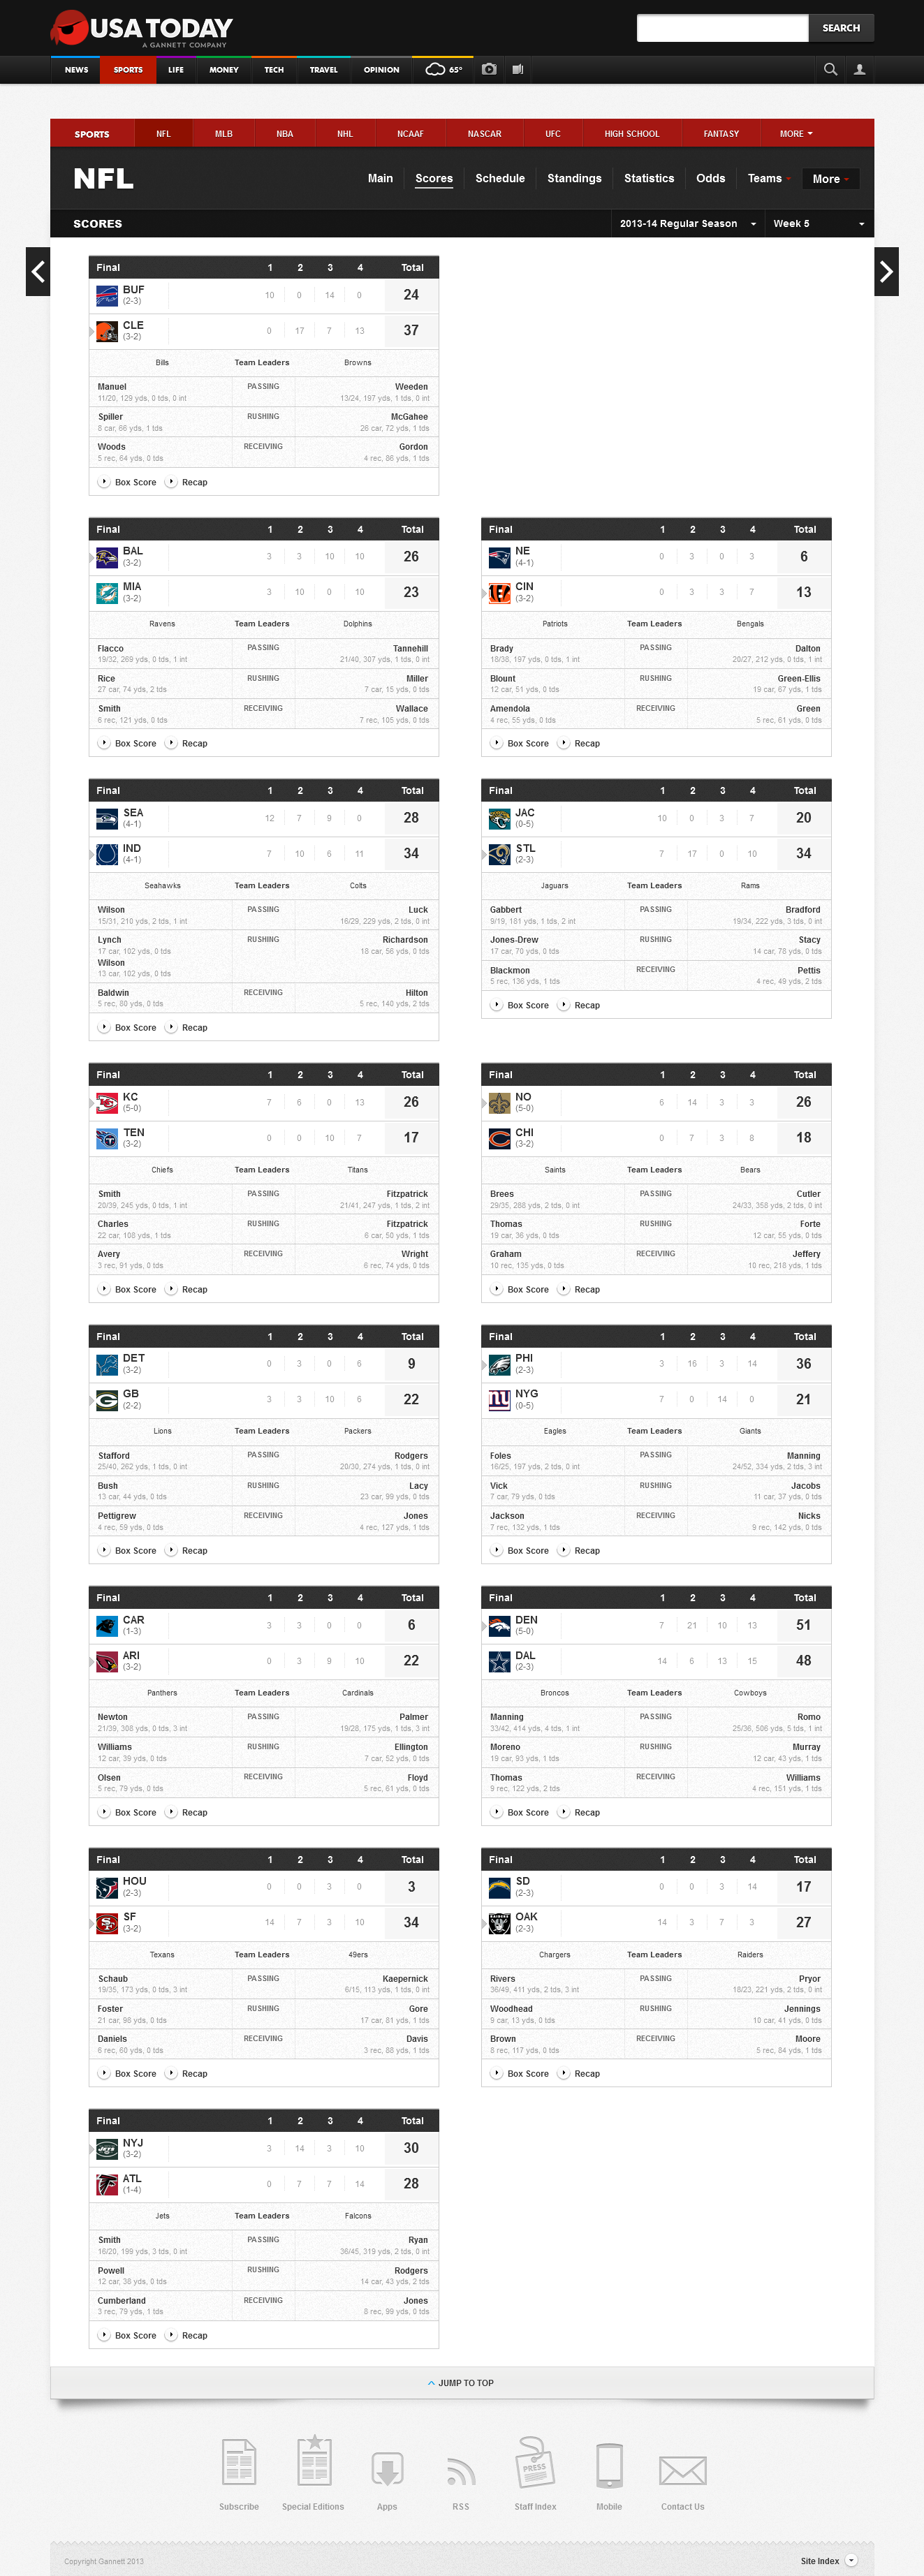 USA TODAY
A GANNETT COMPANY
SEARCH
NEWS SPORTS LIFE MONEY TECH TRAVEL OPINION 65°
SPORTS NFL MLB NBA NHL NCAAF NASCAR UFC HIGH SCHOOL FANTASY MORE
NFL Main Scores Schedule Standings Statistics Odds Teams More
SCORES 2013-14 Regular Season Week 5
Final 1 2 3 4 Total
BUF 10 0 14 0 24
(2-3)
CLE 0 17 7 13 37
(3-2)
Bills Team Leaders Browns
Manuel PASSING Weeden
11/20, 129 yds, 0 tds, 0 int 13/24, 197 yds, 1 tds, 0 int
Spiller RUSHING McGahee
8 car, 66 yds, 1 tds 26 car, 72 yds, 1 tds
Woods RECEIVING Gordon
5 rec, 64 yds, 0 tds 4 rec, 86 yds, 1 tds
Box Score Recap
Final 1 2 3 4 Total
BAL 3 3 10 10 26
(3-2)
MIA 3 10 0 10 23
(3-2)
Ravens Team Leaders Dolphins
Flacco PASSING Tannehill
19/32, 269 yds, 0 tds, 1 int 21/40, 307 yds, 1 tds, 0 int
Rice RUSHING Miller
27 car, 74 yds, 2 tds 7 car, 15 yds, 0 tds
Smith RECEIVING Wallace
6 rec, 121 yds, 0 tds 7 rec, 105 yds, 0 tds
Box Score Recap
Final 1 2 3 4 Total
NE 0 3 0 3 6
(4-1)
CIN 0 3 3 7 13
(3-2)
Patriots Team Leaders Bengals
Brady PASSING Dalton
18/38, 197 yds, 0 tds, 1 int 20/27, 212 yds, 0 tds, 1 int
Blount RUSHING Green-Ellis
12 car, 51 yds, 0 tds 19 car, 67 yds, 1 tds
Amendola RECEIVING Green
4 rec, 55 yds, 0 tds 5 rec, 61 yds, 0 tds
Box Score Recap
Final 1 2 3 4 Total
SEA 12 7 9 0 28
(4-1)
IND 7 10 6 11 34
(4-1)
Seahawks Team Leaders Colts
Wilson PASSING Luck
15/31, 210 yds, 2 tds, 1 int 16/29, 229 yds, 2 tds, 0 int
Lynch RUSHING Richardson
17 car, 102 yds, 0 tds 18 car, 56 yds, 0 tds
Wilson
13 car, 102 yds, 0 tds
Baldwin RECEIVING Hilton
5 rec, 80 yds, 0 tds 5 rec, 140 yds, 2 tds
Box Score Recap
Final 1 2 3 4 Total
JAC 10 0 3 7 20
(0-5)
STL 7 17 0 10 34
(2-3)
Jaguars Team Leaders Rams
Gabbert PASSING Bradford
9/19, 181 yds, 1 tds, 2 int 19/34, 222 yds, 3 tds, 0 int
Jones-Drew RUSHING Stacy
17 car, 70 yds, 0 tds 14 car, 78 yds, 0 tds
Blackmon RECEIVING Pettis
5 rec, 136 yds, 1 tds 4 rec, 49 yds, 2 tds
Box Score Recap
Final 1 2 3 4 Total
KC 7 6 0 13 26
(5-0)
TEN 0 0 10 7 17
(3-2)
Chiefs Team Leaders Titans
Smith PASSING Fitzpatrick
20/39, 245 yds, 0 tds, 1 int 21/41, 247 yds, 1 tds, 2 int
Charles RUSHING Fitzpatrick
22 car, 108 yds, 1 tds 6 car, 50 yds, 1 tds
Avery RECEIVING Wright
3 rec, 91 yds, 0 tds 6 rec, 74 yds, 0 tds
Box Score Recap
Final 1 2 3 4 Total
NO 6 14 3 3 26
(5-0)
CHI 0 7 3 8 18
(3-2)
Saints Team Leaders Bears
Brees PASSING Cutler
29/35, 288 yds, 2 tds, 0 int 24/33, 358 yds, 2 tds, 0 int
Thomas RUSHING Forte
19 car, 36 yds, 0 tds 12 car, 55 yds, 0 tds
Graham RECEIVING Jeffery
10 rec, 135 yds, 0 tds 10 rec, 218 yds, 1 tds
Box Score Recap
Final 1 2 3 4 Total
DET 0 3 0 6 9
(3-2)
GB 3 3 10 6 22
(2-2)
Lions Team Leaders Packers
Stafford PASSING Rodgers
25/40, 262 yds, 1 tds, 0 int 20/30, 274 yds, 1 tds, 0 int
Bush RUSHING Lacy
13 car, 44 yds, 0 tds 23 car, 99 yds, 0 tds
Pettigrew RECEIVING Jones
4 rec, 59 yds, 0 tds 4 rec, 127 yds, 1 tds
Box Score Recap
Final 1 2 3 4 Total
PHI 3 16 3 14 36
(2-3)
NYG 7 0 14 0 21
(0-5)
Eagles Team Leaders Giants
Foles PASSING Manning
16/25, 197 yds, 2 tds, 0 int 24/52, 334 yds, 2 tds, 3 int
Vick RUSHING Jacobs
7 car, 79 yds, 0 tds 11 car, 37 yds, 0 tds
Jackson RECEIVING Nicks
7 rec, 132 yds, 1 tds 9 rec, 142 yds, 0 tds
Box Score Recap
Final 1 2 3 4 Total
CAR 3 3 0 0 6
(1-3)
ARI 0 3 9 10 22
(3-2)
Panthers Team Leaders Cardinals
Newton PASSING Palmer
21/39, 308 yds, 0 tds, 3 int 19/28, 175 yds, 1 tds, 3 int
Williams RUSHING Ellington
12 car, 39 yds, 0 tds 7 car, 52 yds, 0 tds
Olsen RECEIVING Floyd
5 rec, 79 yds, 0 tds 5 rec, 61 yds, 0 tds
Box Score Recap
Final 1 2 3 4 Total
DEN 7 21 10 13 51
(5-0)
DAL 14 6 13 15 48
(2-3)
Broncos Team Leaders Cowboys
Manning PASSING Romo
33/42, 414 yds, 4 tds, 1 int 25/36, 506 yds, 5 tds, 1 int
Moreno RUSHING Murray
19 car, 93 yds, 1 tds 12 car, 43 yds, 1 tds
Thomas RECEIVING Williams
9 rec, 122 yds, 2 tds 4 rec, 151 yds, 1 tds
Box Score Recap
Final 1 2 3 4 Total
HOU 0 0 3 0 3
(2-3)
SF 14 7 3 10 34
(3-2)
Texans Team Leaders 49ers
Schaub PASSING Kaepernick
19/35, 173 yds, 0 tds, 3 int 6/15, 113 yds, 1 tds, 0 int
Foster RUSHING Gore
21 car, 98 yds, 0 tds 17 car, 81 yds, 1 tds
Daniels RECEIVING Davis
6 rec, 60 yds, 0 tds 3 rec, 88 yds, 1 tds
Box Score Recap
Final 1 2 3 4 Total
SD 0 0 3 14 17
(2-3)
OAK 14 3 7 3 27
(2-3)
Chargers Team Leaders Raiders
Rivers PASSING Pryor
36/49, 411 yds, 2 tds, 3 int 18/23, 221 yds, 2 tds, 0 int
Woodhead RUSHING Jennings
9 car, 13 yds, 0 tds 10 car, 41 yds, 0 tds
Brown RECEIVING Moore
8 rec, 117 yds, 0 tds 5 rec, 84 yds, 1 tds
Box Score Recap
Final 1 2 3 4 Total
NYJ 3 14 3 10 30
(3-2)
ATL 0 7 7 14 28
(1-4)
Jets Team Leaders Falcons
Smith PASSING Ryan
16/20, 199 yds, 3 tds, 0 int 36/45, 319 yds, 2 tds, 0 int
Powell RUSHING Rodgers
12 car, 38 yds, 0 tds 14 car, 43 yds, 2 tds
Cumberland RECEIVING Jones
3 rec, 79 yds, 1 tds 8 rec, 99 yds, 0 tds
Box Score Recap
JUMP TO TOP
PRESS
Subscribe Special Editions Apps RSS Staff Index Mobile Contact Us
Copyright Gannett 2013 Site Index